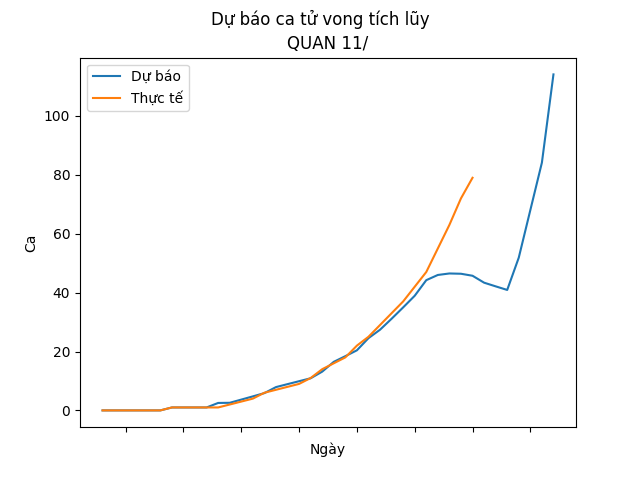 Dự báo ca tử vong tích lũy
QUAN 11/
Dự báo
Thực tế
100
80
60
40
20
0
Ca
Ngày